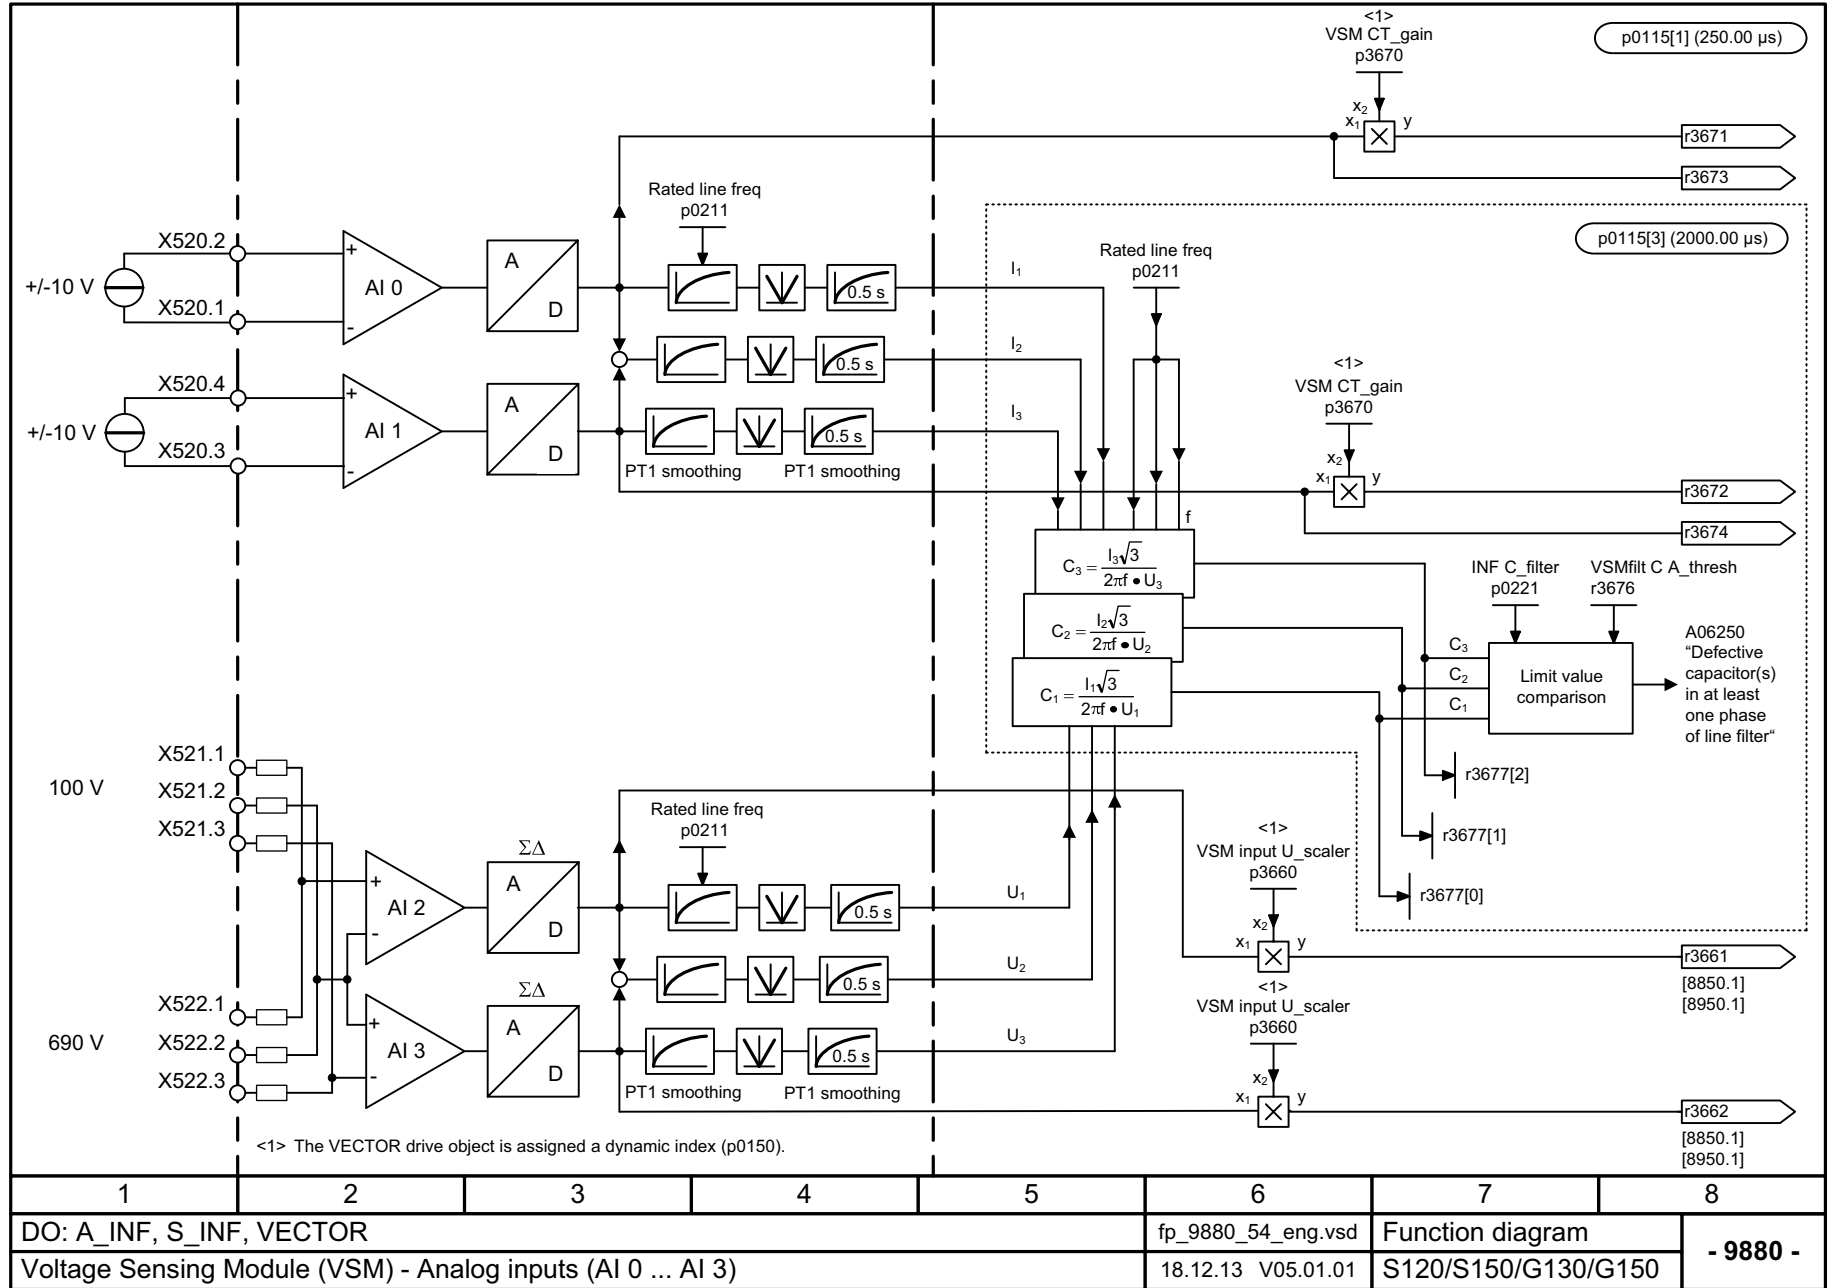 <1>
VSM CT_gain
p3670
p0115[1] (250.00 µs)
x2
x1
y
r3671
r3673
Rated line freq
p0211
p0115[3] (2000.00 µs)
X520.2
+/-10 V
X520.1
+
AI 0
-
A
D
0.5 s
I1
Rated line freq
p0211
0.5 s
I2
X520.4
+/-10 V
X520.3
+
AI 1
-
A
D
0.5 s
I3
PT1 smoothing
PT1 smoothing
<1>
VSM CT_gain
p3670
x2
x1
y
r3672
r3674
f
C3 = I3√3 / 2πf • U3
C2 = I2√3 / 2πf • U2
C1 = I1√3 / 2πf • U1
INF C_filter
p0221
VSMfilt C A_thresh
r3676
C3
C2
C1
Limit value
comparison
A06250
“Defective
capacitor(s)
in at least
one phase
of line filter“
r3677[2]
r3677[1]
r3677[0]
100 V
X521.1
X521.2
X521.3
690 V
X522.1
X522.2
X522.3
+
AI 2
-
ΣΔ
A
D
Rated line freq
p0211
0.5 s
U1
0.5 s
U2
+
AI 3
-
ΣΔ
A
D
0.5 s
U3
PT1 smoothing
PT1 smoothing
<1>
VSM input U_scaler
p3660
x2
x1
y
r3661
[8850.1]
[8950.1]
<1>
VSM input U_scaler
p3660
x2
x1
y
r3662
[8850.1]
[8950.1]
<1> The VECTOR drive object is assigned a dynamic index (p0150).
1 2 3 4 5 6 7 8
DO: A_INF, S_INF, VECTOR
fp_9880_54_eng.vsd
Function diagram
- 9880 -
Voltage Sensing Module (VSM) - Analog inputs (AI 0 ... AI 3)
18.12.13 V05.01.01
S120/S150/G130/G150